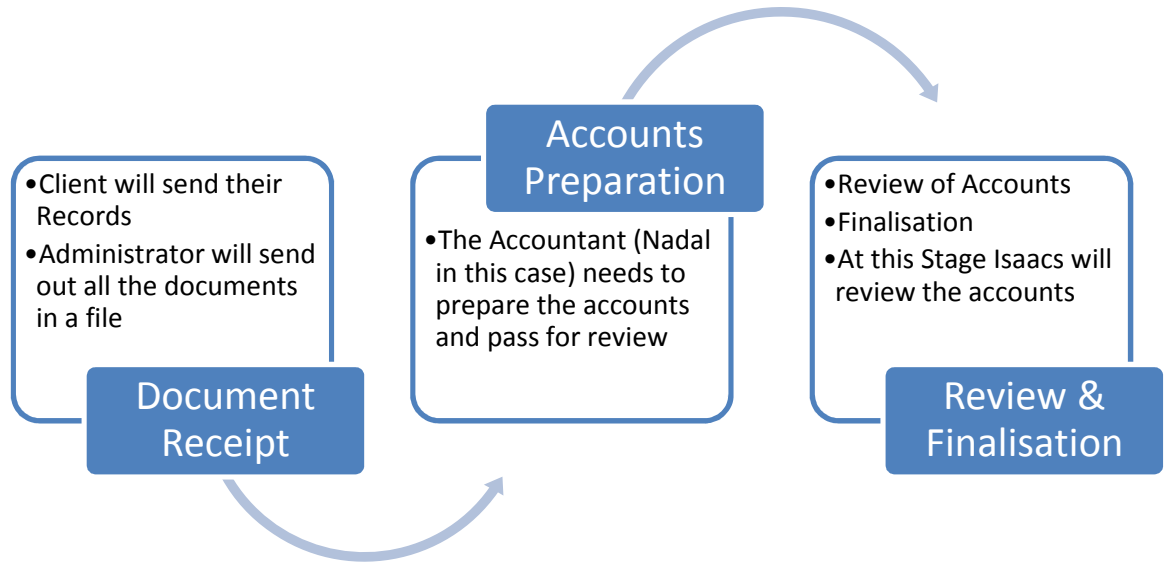 •Client will send their
Records
•Administrator will send
out all the documents
in a file
Document
Receipt
Accounts
Preparation
•The Accountant (Nadal
in this case) needs to
prepare the accounts
and pass for review
•Review of Accounts
•Finalisation
•At this Stage Isaacs will
review the accounts
Review &
Finalisation